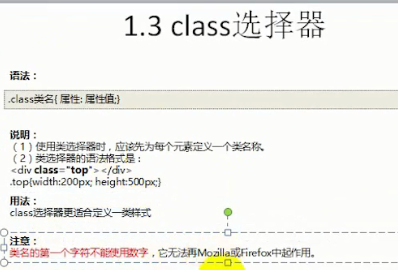 1.3 class选择器
语法：
.class类名{ 属性: 属性值;}
说明：
（1）使用类选择器时，应该先为每个元素定义一个类名称。
（2）类选择器的语法格式是：
<div class="top"></div>
.top{width:200px; height:500px;}
用法：
class选择器更适合定义一类样式
注意：
类名的第一个字符不能使用数字，它无法再Mozilla或Firefox中起作用。